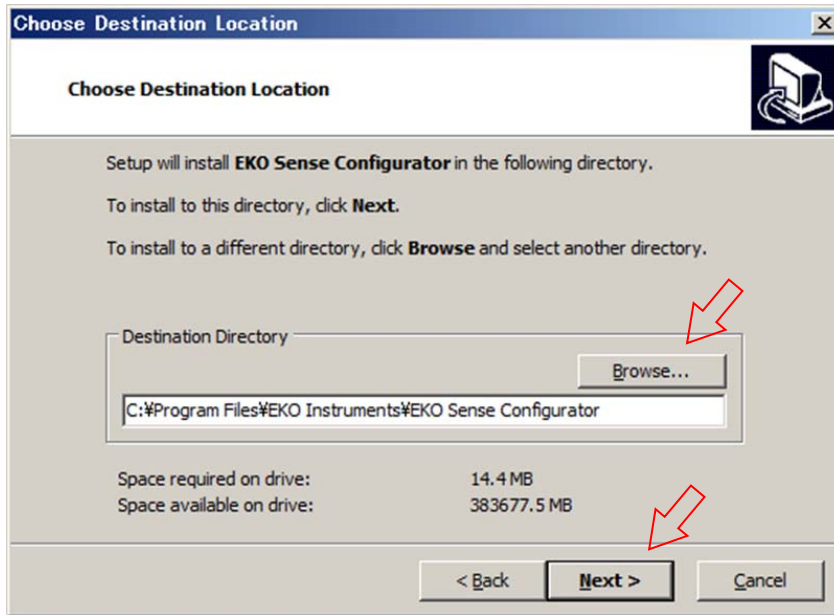 Choose Destination Location
Choose Destination Location
Setup will install EKO Sense Configurator in the following directory.
To install to this directory, click Next.
To install to a different directory, click Browse and select another directory.
Destination Directory
Browse...
C:¥Program Files¥EKO Instruments¥EKO Sense Configurator
Space required on drive: 14.4 MB
Space available on drive: 383677.5 MB
< Back Next > Cancel